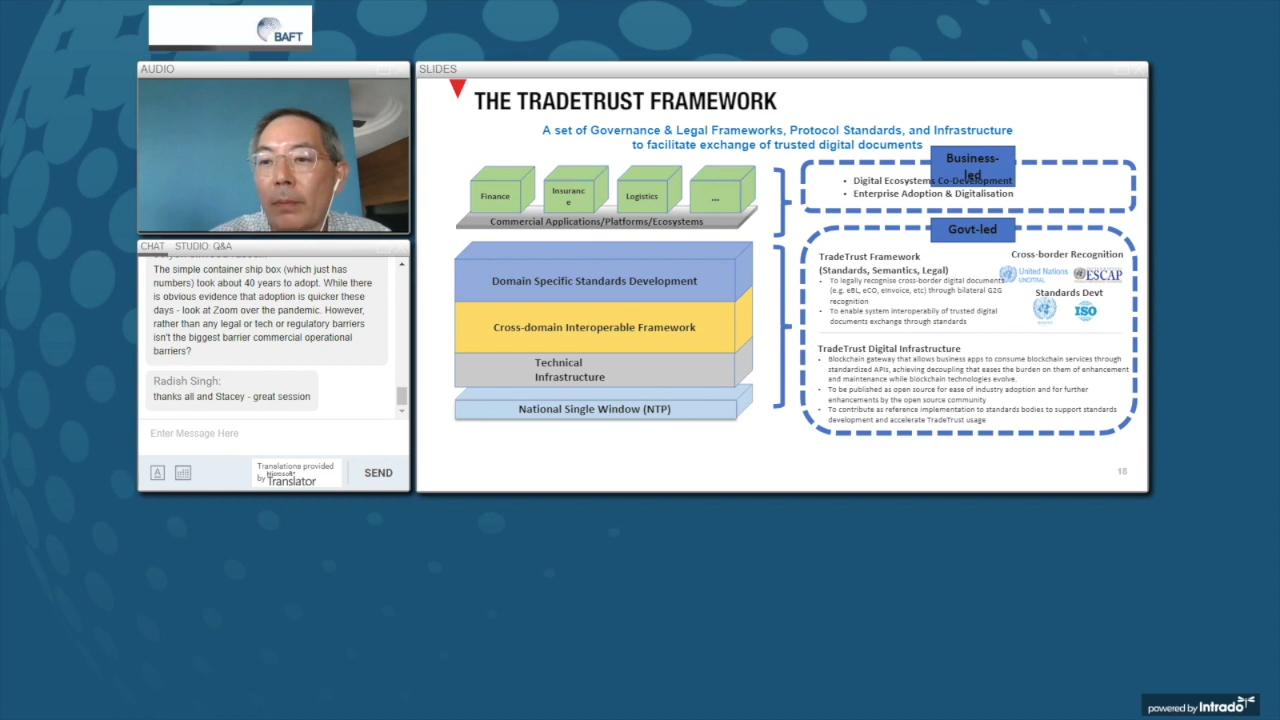 BAFT
AUDIO
CHAT STUDIO: Q&A
The simple container ship box (which just has
numbers) took about 40 years to adopt. While there
is obvious evidence that adoption is quicker these
days - look at Zoom over the pandemic. However,
rather than any legal or tech or regulatory barriers
isn't the biggest barrier commercial operational
barriers?
Radish Singh:
thanks all and Stacey - great session
Enter Message Here
A
Translations provided
by Microsoft
Translator
SEND
SLIDES
THE TRADETRUST FRAMEWORK
A set of Governance & Legal Frameworks, Protocol Standards, and Infrastructure
to facilitate exchange of trusted digital documents
Finance
Insuranc
e
Logistics
...
Commercial Applications/Platforms/Ecosystems
Domain Specific Standards Development
Cross-domain Interoperable Framework
Technical
Infrastructure
National Single Window (NTP)
Business-
led
• Digital Ecosystems Co-Development
• Enterprise Adoption & Digitalisation
Govt-led
TradeTrust Framework
(Standards, Semantics, Legal)
• To legally recognise cross-border digital documents
(e.g. eBL, eCO, eInvoice, etc) through bilateral G2G
recognition
• To enable system interoperabily of trusted digital
documents exchange through standards
Cross-border Recognition
United Nations
UNCITRAL
ESCAP
Standards Devt
ISO
TradeTrust Digital Infrastructure
• Blockchain gateway that allows business apps to consume blockchain services through
standardized APIs, achieving decoupling that eases the burden on them of enhancement
and maintenance while blockchain technologies evolve.
• To be published as open source for ease of industry adoption and for further
enhancements by the open source community
• To contribute as reference implementation to standards bodies to support standards
development and accelerate TradeTrust usage
18
powered by Intrado